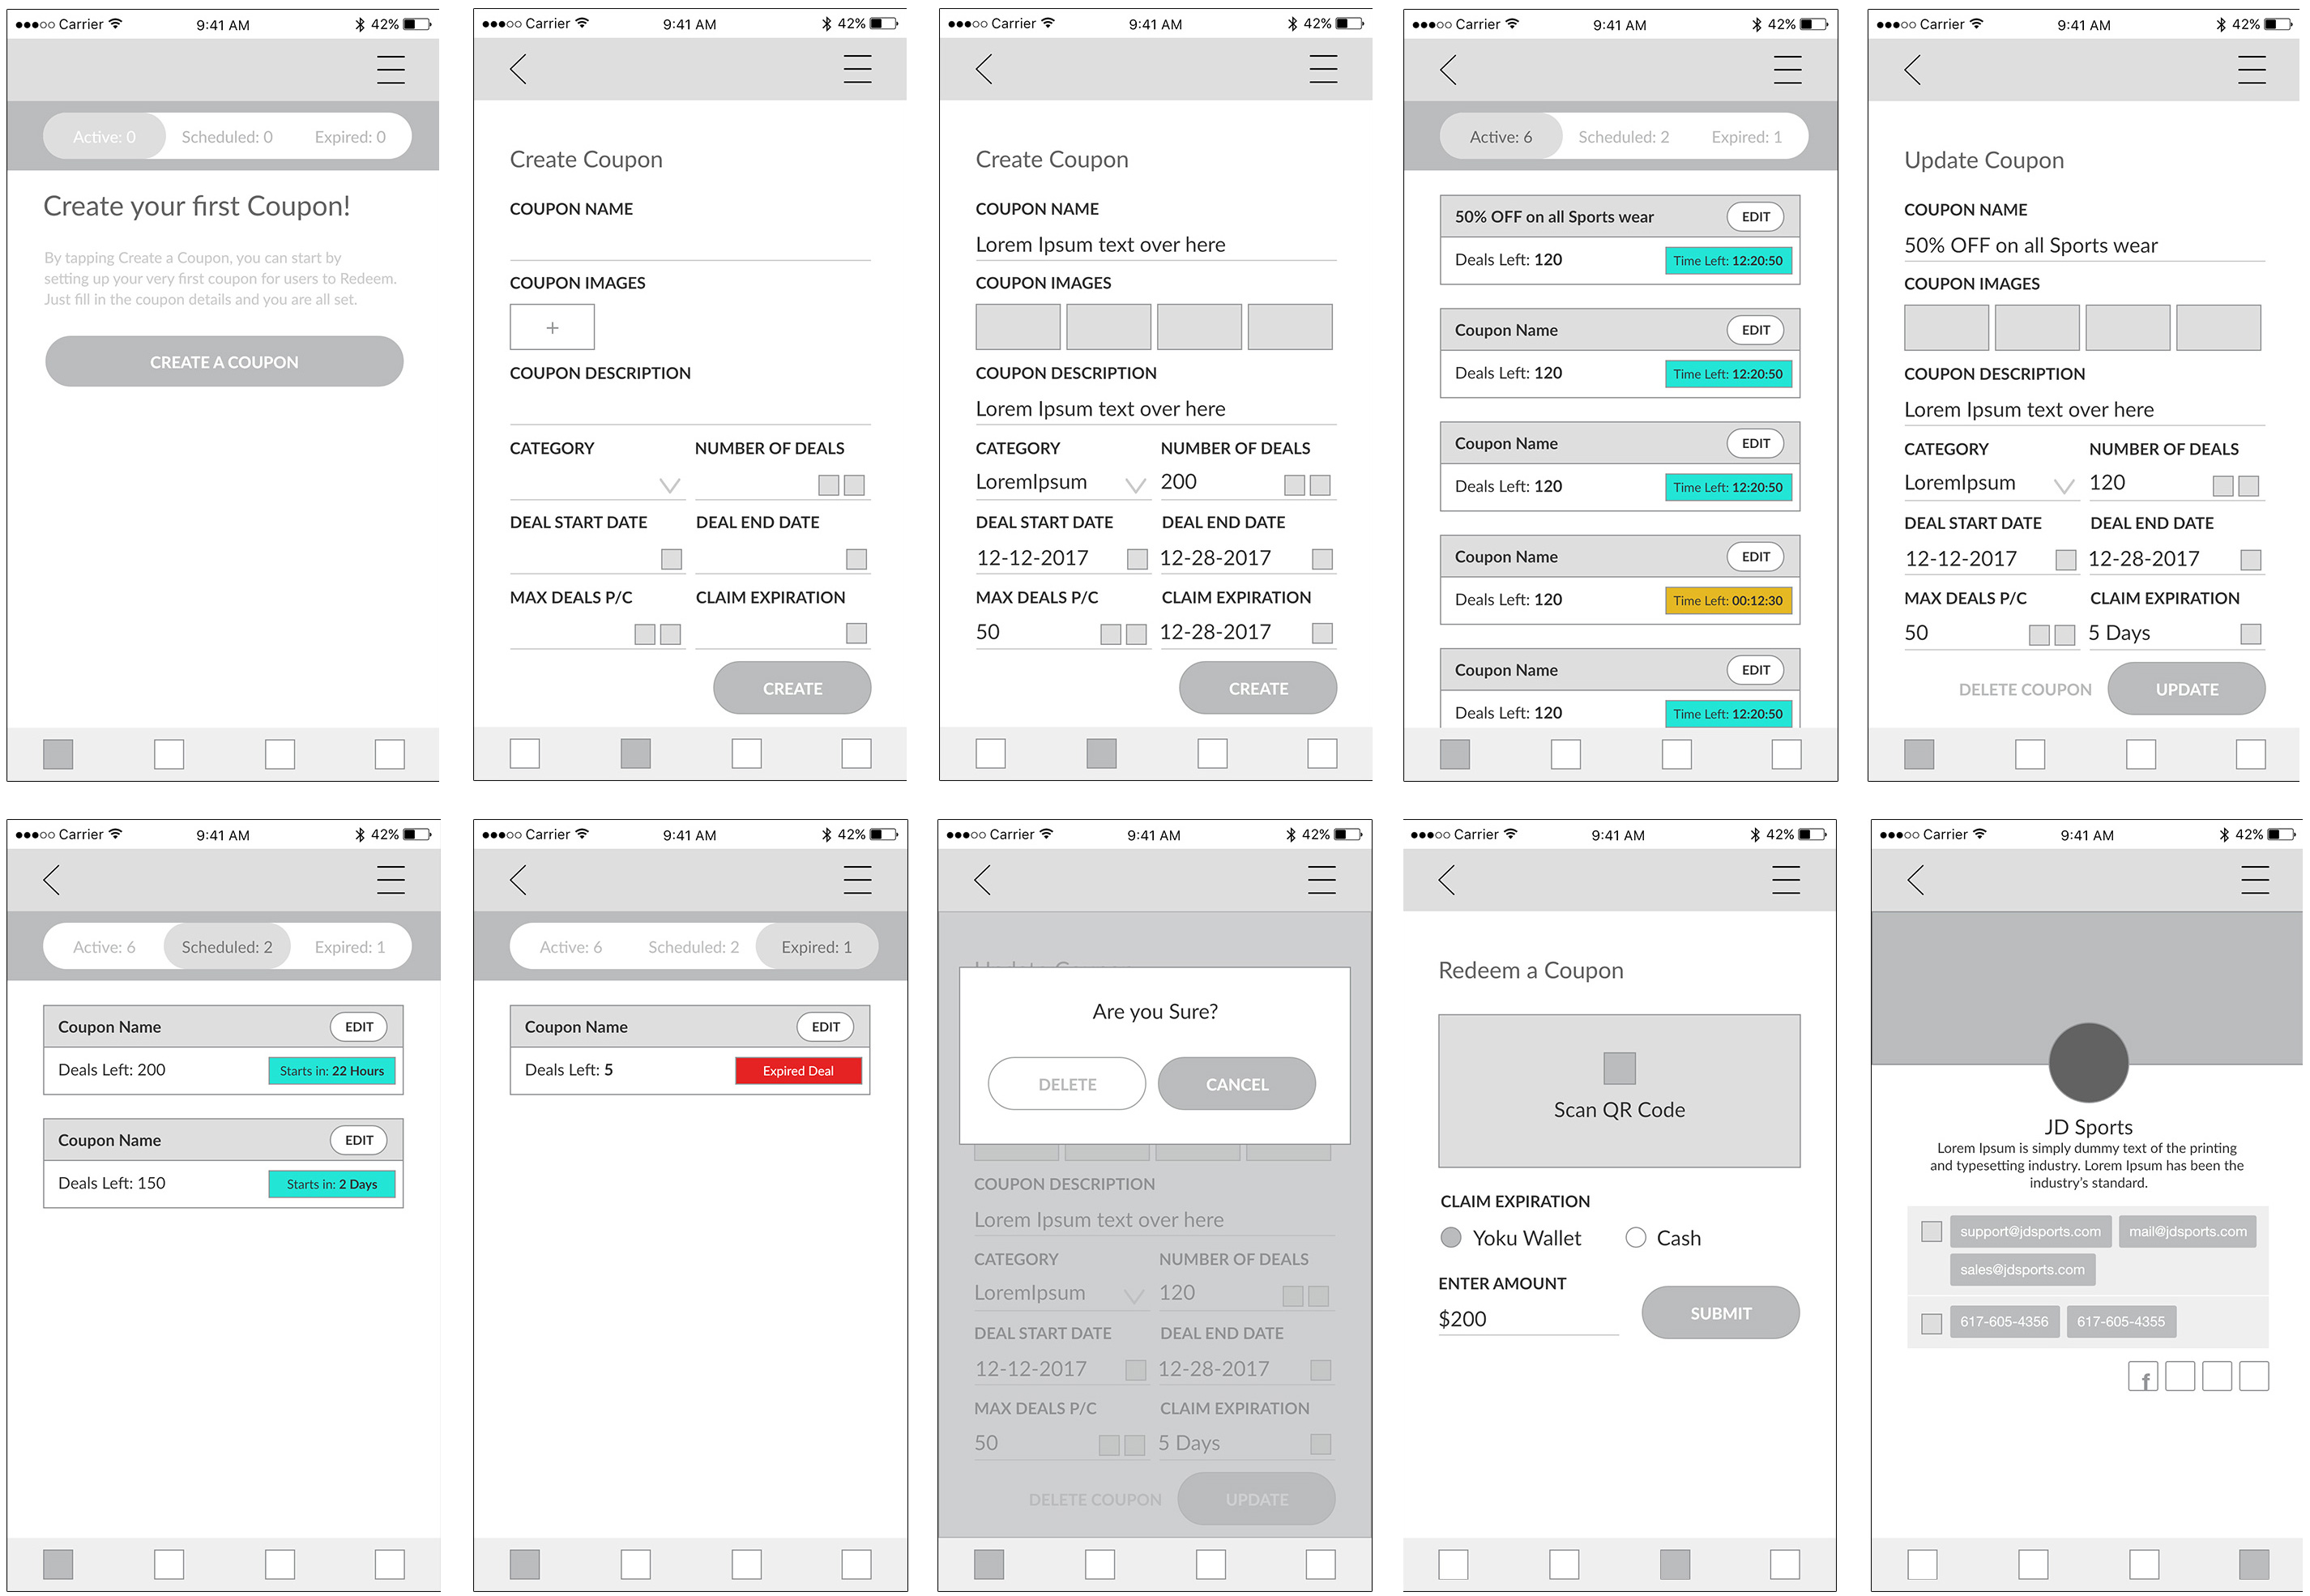 Carrier 9:41 AM 42%
Active: 0 Scheduled: 0 Expired: 0
Create your first Coupon!
By tapping Create a Coupon, you can start by
setting up your very first coupon for users to Redeem.
Just fill in the coupon details and you are all set.
CREATE A COUPON
Carrier 9:41 AM 42%
Create Coupon
COUPON NAME
COUPON IMAGES
+
COUPON DESCRIPTION
CATEGORY NUMBER OF DEALS
DEAL START DATE DEAL END DATE
MAX DEALS P/C CLAIM EXPIRATION
CREATE
Carrier 9:41 AM 42%
Create Coupon
COUPON NAME
Lorem Ipsum text over here
COUPON IMAGES
COUPON DESCRIPTION
Lorem Ipsum text over here
CATEGORY NUMBER OF DEALS
LoremIpsum 200
DEAL START DATE DEAL END DATE
12-12-2017 12-28-2017
MAX DEALS P/C CLAIM EXPIRATION
50 12-28-2017
CREATE
Carrier 9:41 AM 42%
Active: 6 Scheduled: 2 Expired: 1
50% OFF on all Sports wear EDIT
Deals Left: 120 Time Left: 12:20:50
Coupon Name EDIT
Deals Left: 120 Time Left: 12:20:50
Coupon Name EDIT
Deals Left: 120 Time Left: 12:20:50
Coupon Name EDIT
Deals Left: 120 Time Left: 00:12:30
Coupon Name EDIT
Deals Left: 120 Time Left: 12:20:50
Carrier 9:41 AM 42%
Update Coupon
COUPON NAME
50% OFF on all Sports wear
COUPON IMAGES
COUPON DESCRIPTION
Lorem Ipsum text over here
CATEGORY NUMBER OF DEALS
LoremIpsum 120
DEAL START DATE DEAL END DATE
12-12-2017 12-28-2017
MAX DEALS P/C CLAIM EXPIRATION
50 5 Days
DELETE COUPON UPDATE
Carrier 9:41 AM 42%
Active: 6 Scheduled: 2 Expired: 1
Coupon Name EDIT
Deals Left: 200 Starts in: 22 Hours
Coupon Name EDIT
Deals Left: 150 Starts in: 2 Days
Carrier 9:41 AM 42%
Active: 6 Scheduled: 2 Expired: 1
Coupon Name EDIT
Deals Left: 5 Expired Deal
Carrier 9:41 AM 42%
Are you Sure?
DELETE CANCEL
COUPON DESCRIPTION
Lorem Ipsum text over here
CATEGORY NUMBER OF DEALS
LoremIpsum 120
DEAL START DATE DEAL END DATE
12-12-2017 12-28-2017
MAX DEALS P/C CLAIM EXPIRATION
50 5 Days
DELETE COUPON UPDATE
Carrier 9:41 AM 42%
Redeem a Coupon
Scan QR Code
CLAIM EXPIRATION
Yoku Wallet Cash
ENTER AMOUNT
$200 SUBMIT
Carrier 9:41 AM 42%
JD Sports
Lorem Ipsum is simply dummy text of the printing
and typesetting industry. Lorem Ipsum has been the
industry's standard.
support@jdsports.com mail@jdsports.com
sales@jdsports.com
617-605-4356 617-605-4355
f